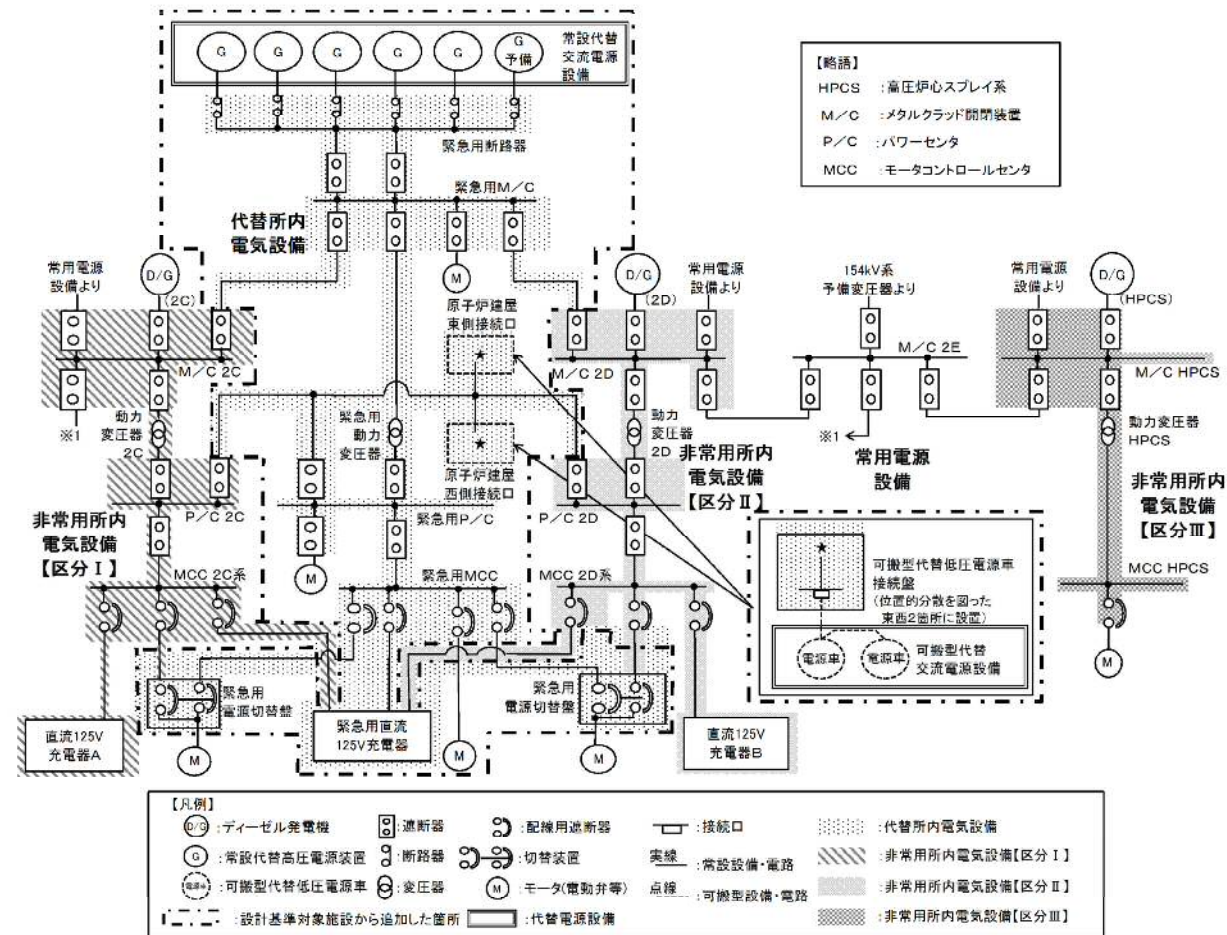 G
G
G
G
G
G
予備
常設代替
交流電源
設備
緊急用断路器
【略語】
HPCS :高圧炉心スプレイ系
M/C :メタルクラッド開閉装置
P/C :パワーセンタ
MCC :モータコントロールセンタ
緊急用M/C
代替所内
電気設備
常用電源
設備より
D/G
(2C)
M
原子炉建屋
東側接続口
D/G
(2D)
常用電源
設備より
154kV系
予備変圧器より
常用電源
設備より
D/G
(HPCS)
M/C 2C
M/C 2D
M/C 2E
M/C HPCS
※1
動力
変圧器
2C
緊急用
動力
変圧器
原子炉建屋
西側接続口
動力
変圧器
2D
※1
常用電源
設備
動力変圧器
HPCS
非常用所内
電気設備
【区分Ⅱ】
非常用所内
電気設備
【区分Ⅲ】
P/C 2C
緊急用P/C
P/C 2D
非常用所内
電気設備
【区分Ⅰ】
M
可搬型代替低圧電源車
接続盤
(位置的分散を図った
東西2箇所に設置)
電源車
電源車
可搬型代替
交流電源設備
MCC 2C系
緊急用MCC
MCC 2D系
MCC HPCS
M
緊急用
電源切替盤
緊急用
電源切替盤
直流125V
充電器A
M
緊急用直流
125V充電器
M
M
直流125V
充電器B
【凡例】
D/G :ディーゼル発電機
:遮断器
:配線用遮断器
:接続口
:代替所内電気設備
G :常設代替高圧電源装置
:断路器
:切替装置
実線
:常設設備・電路
:非常用所内電気設備【区分Ⅰ】
電源車 :可搬型代替低圧電源車
:変圧器
M :モータ(電動弁等)
点線
:可搬型設備・電路
:非常用所内電気設備【区分Ⅱ】
:設計基準対象施設から追加した箇所
:代替電源設備
:非常用所内電気設備【区分Ⅲ】